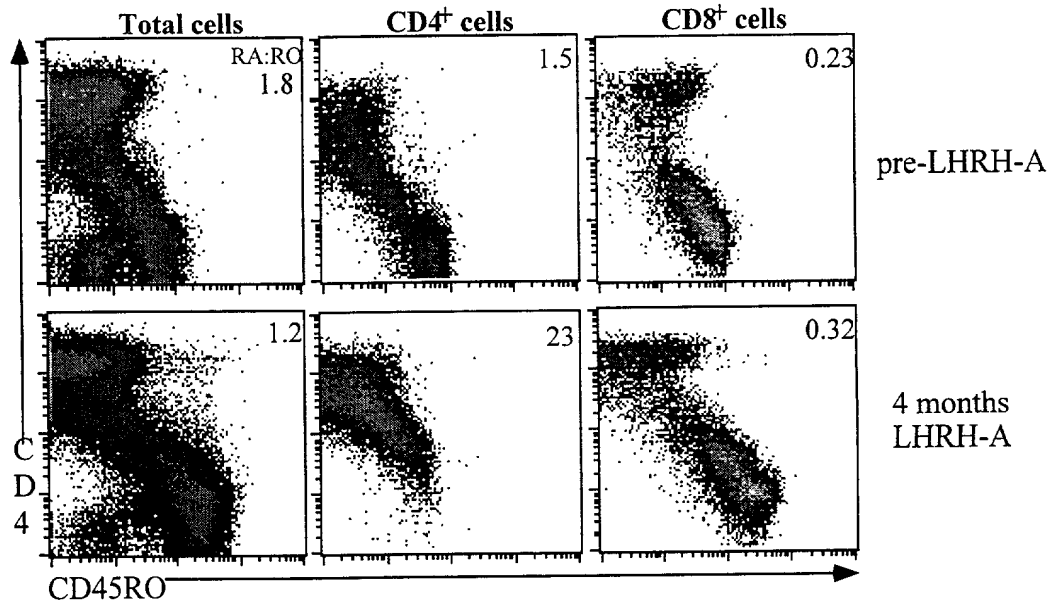 Total cells
CD4+ cells
CD8+ cells
RA:RO
1.8
1.5
0.23
pre-LHRH-A
1.2
23
0.32
4 months
LHRH-A
CD4
CD45RO